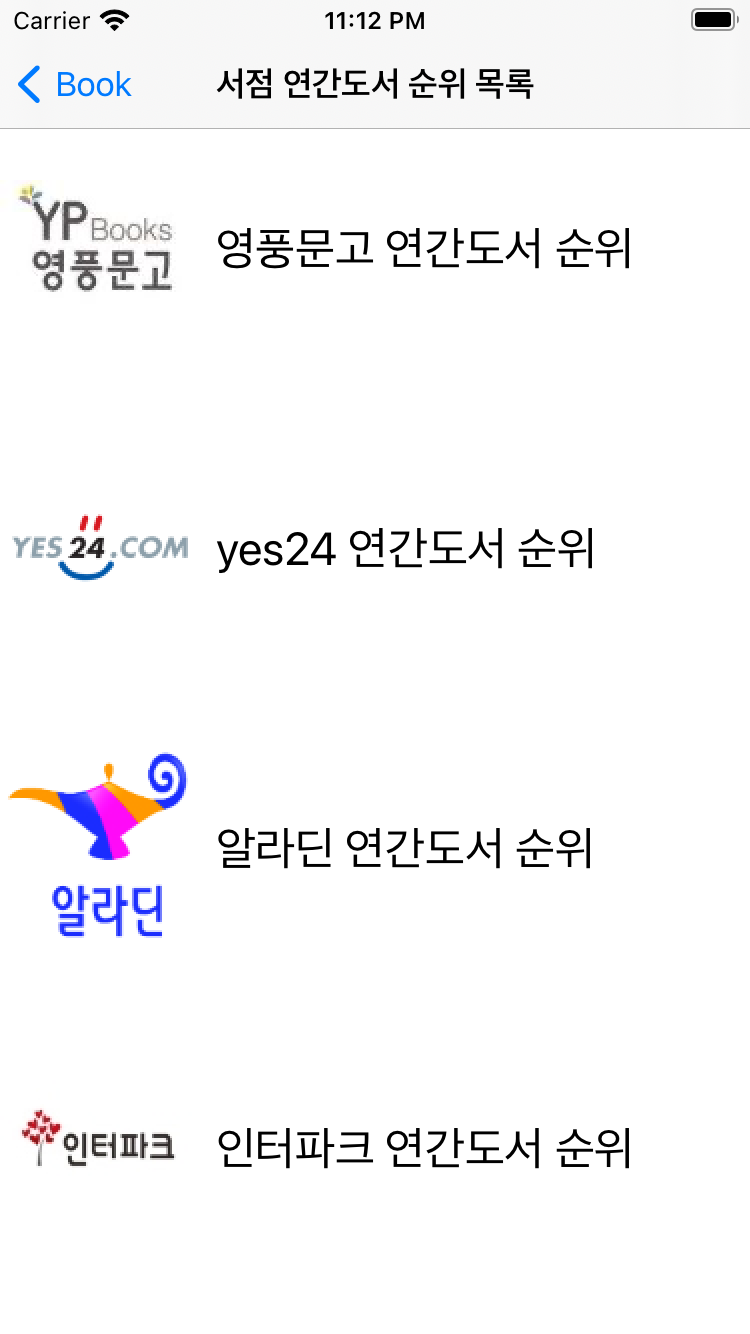 Carrier 11:12 PM
Book 서점 연간도서 순위 목록
YP Books
영풍문고
영풍문고 연간도서 순위
YES 24 .COM
yes24 연간도서 순위
알라딘 연간도서 순위
알라딘
인터파크
인터파크 연간도서 순위